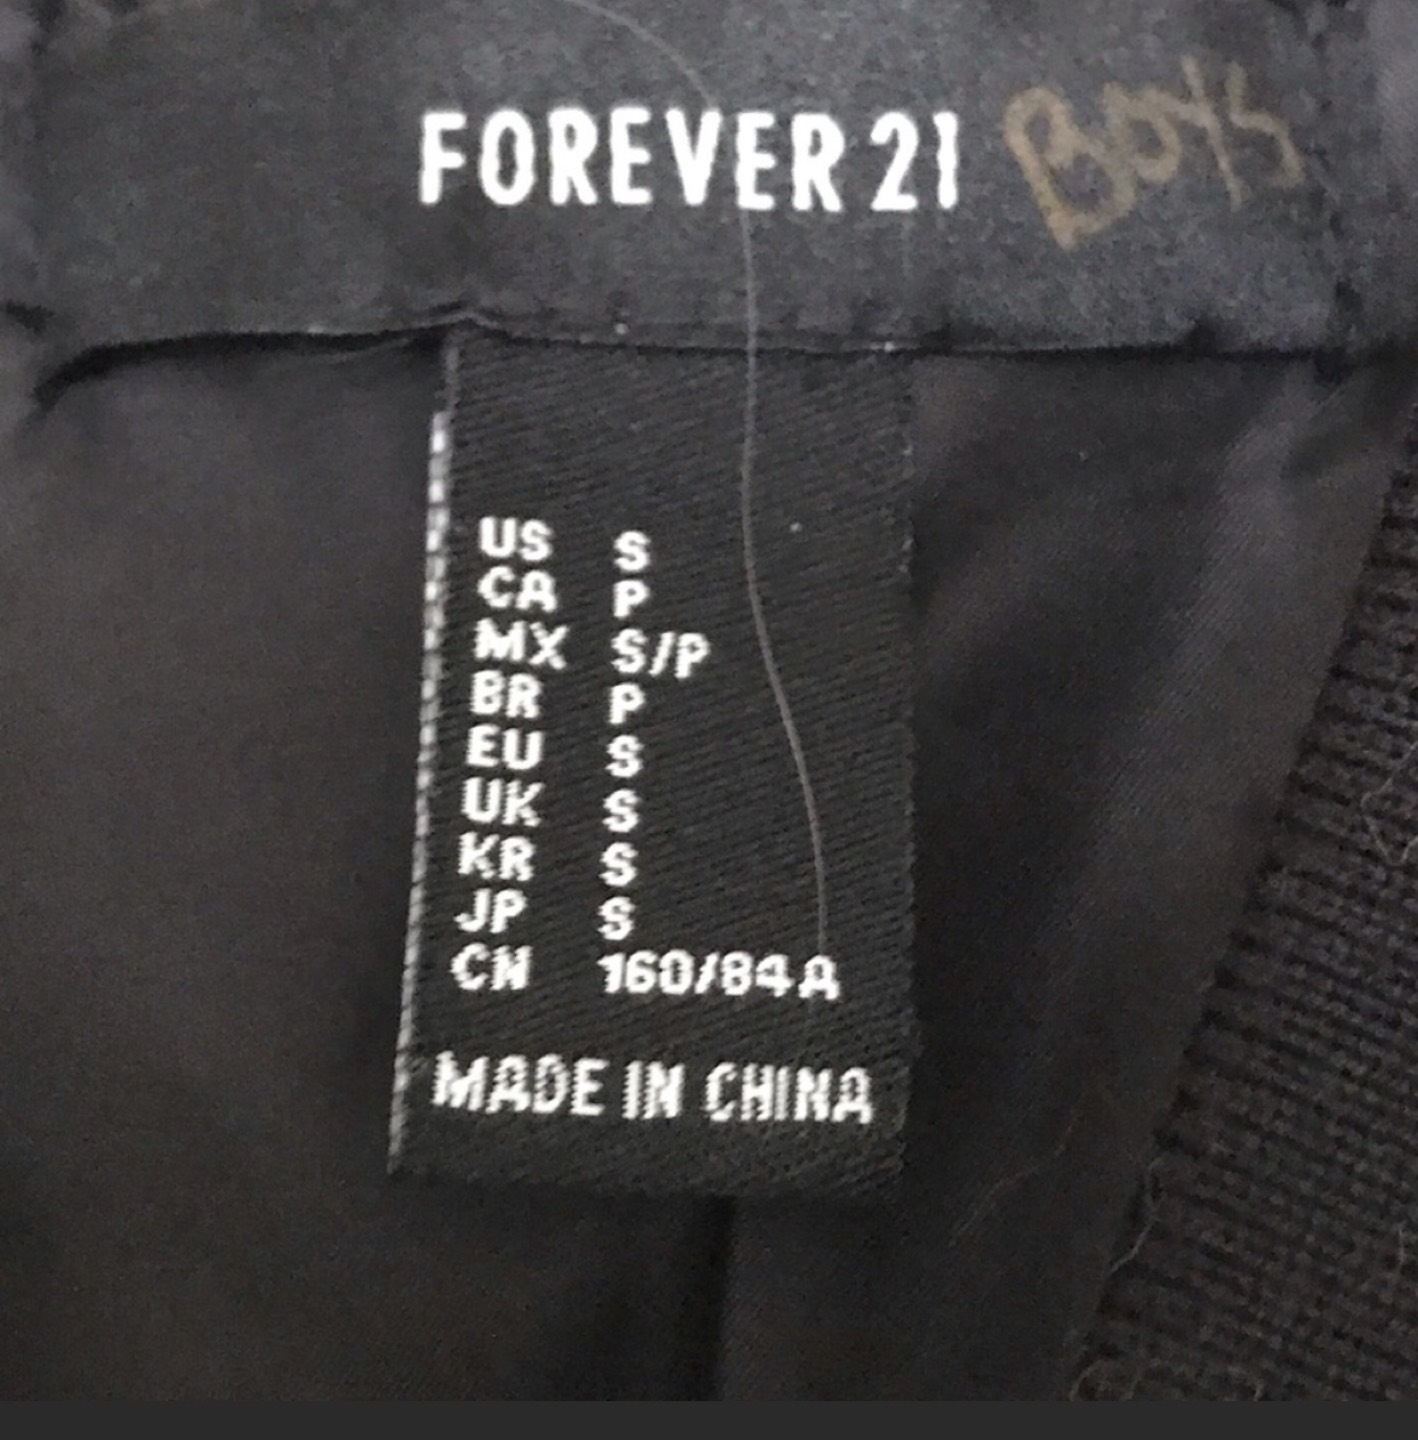 FOREVER 21 Boys
US S
CA P
MX S/P
BR P
EU S
UK S
KR S
JP S
CN 160/84A
MADE IN CHINA